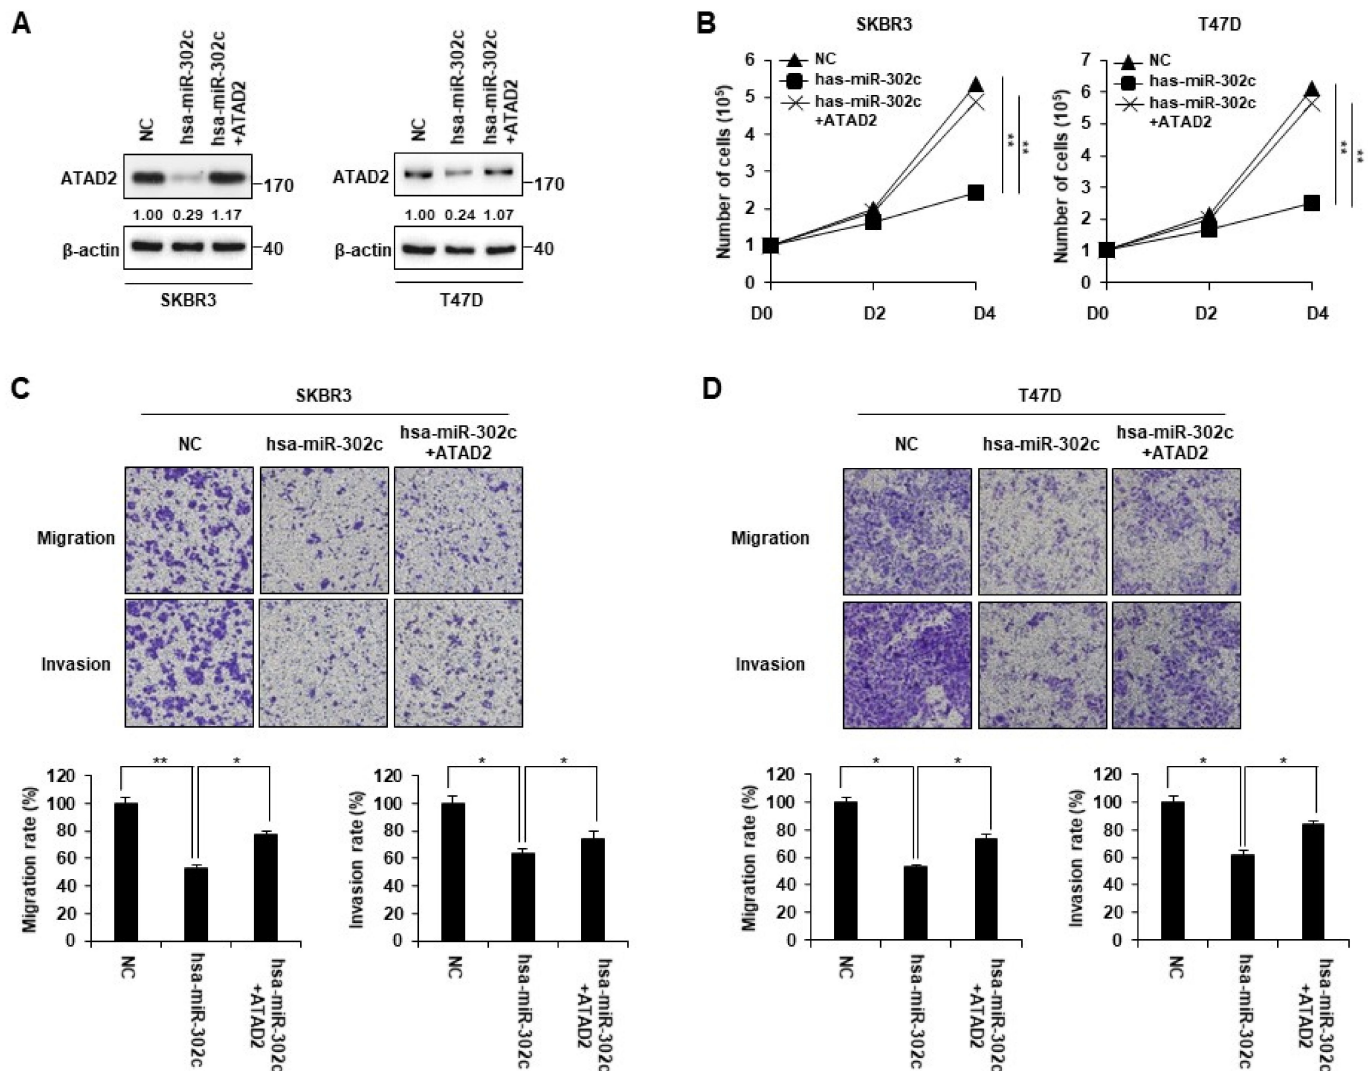 A
NC
hsa-miR-302c
hsa-miR-302c
+ATAD2
NC
hsa-miR-302c
hsa-miR-302c
+ATAD2
ATAD2
170
ATAD2
170
1.00 0.29 1.17
1.00 0.24 1.07
β-actin
40
β-actin
40
SKBR3
T47D
B
SKBR3
Number of cells (10⁵)
6
5
4
3
2
1
0
NC
has-miR-302c
has-miR-302c
+ATAD2
**
**
D0 D2 D4
T47D
Number of cells (10⁵)
7
6
5
4
3
2
1
0
NC
has-miR-302c
has-miR-302c
+ATAD2
**
**
D0 D2 D4
C
SKBR3
NC
hsa-miR-302c
hsa-miR-302c
+ATAD2
Migration
Invasion
Migration rate (%)
120
100
80
60
40
20
0
** *
NC
hsa-miR-302c
hsa-miR-302c
+ATAD2
Invasion rate (%)
120
100
80
60
40
20
0
* *
NC
hsa-miR-302c
hsa-miR-302c
+ATAD2
D
T47D
NC
hsa-miR-302c
hsa-miR-302c
+ATAD2
Migration
Invasion
Migration rate (%)
120
100
80
60
40
20
0
* *
NC
hsa-miR-302c
hsa-miR-302c
+ATAD2
Invasion rate (%)
120
100
80
60
40
20
0
* *
NC
hsa-miR-302c
hsa-miR-302c
+ATAD2